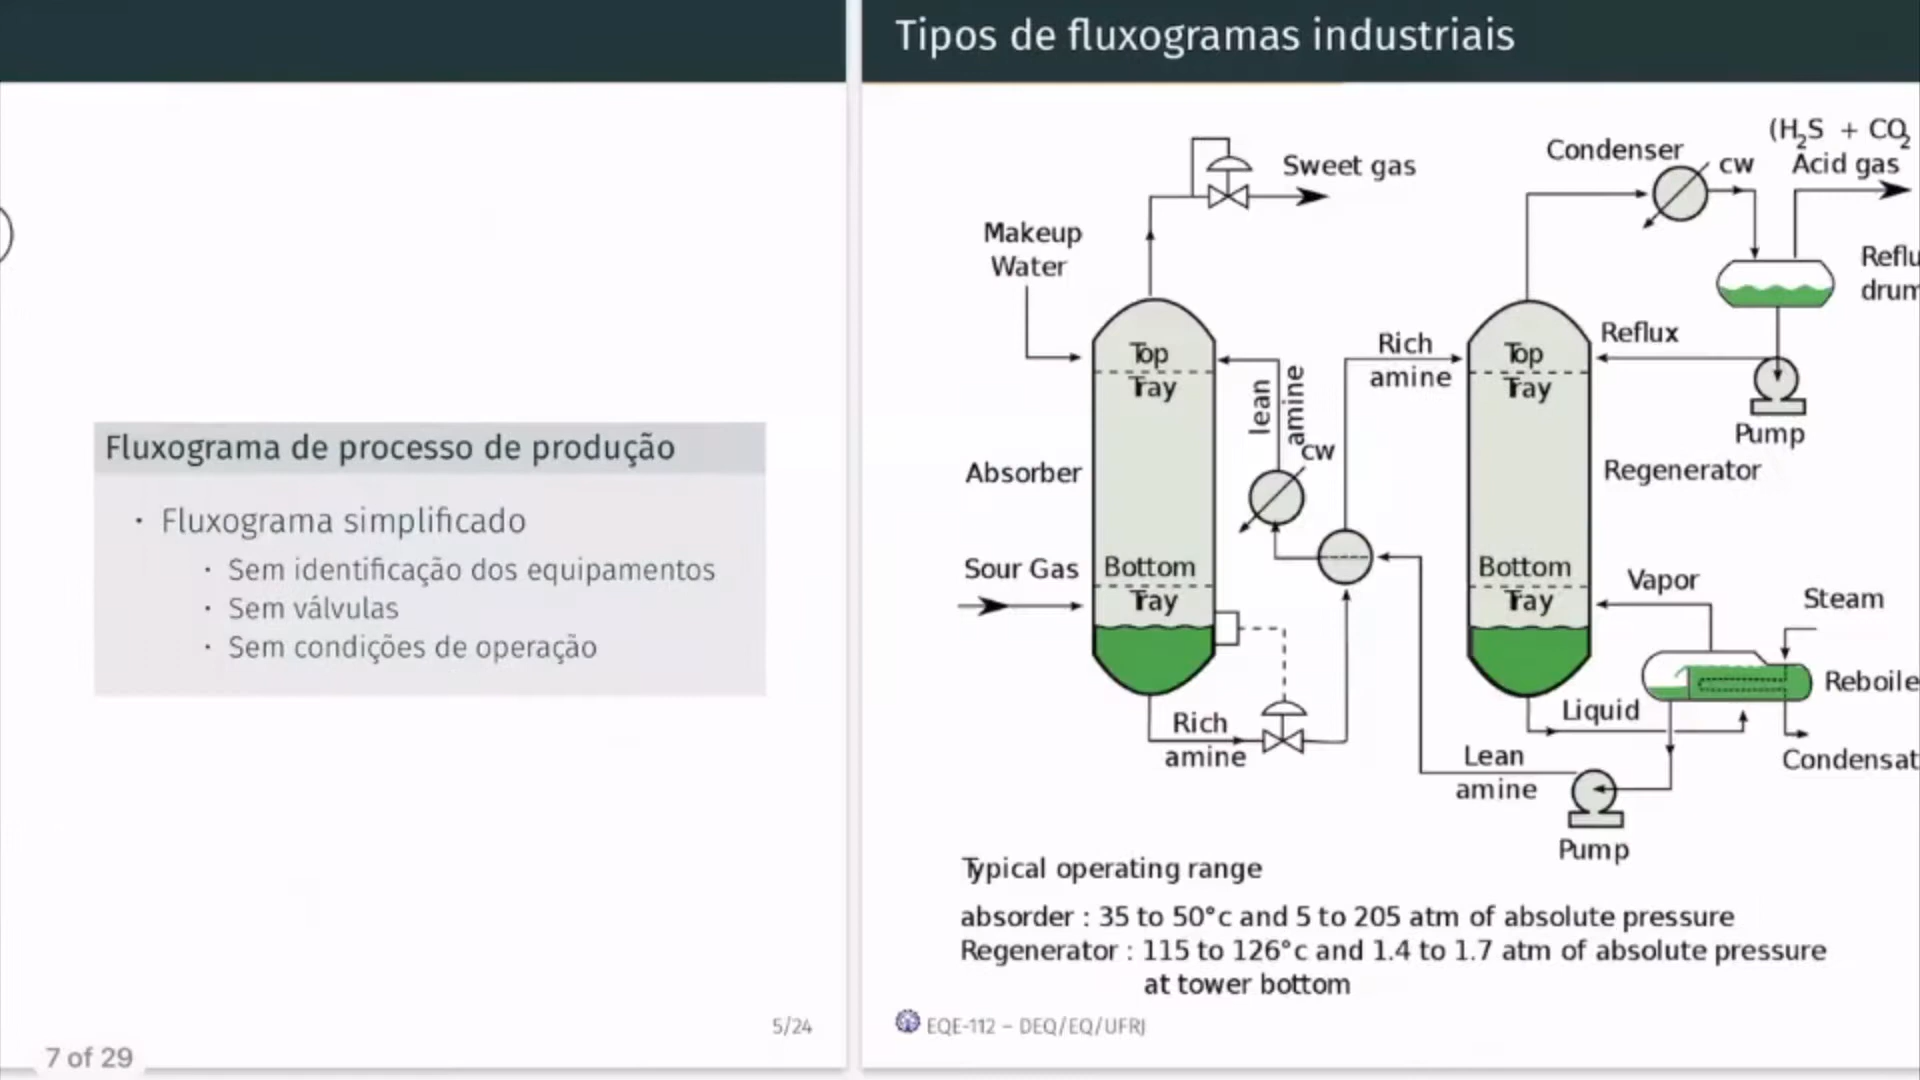 Fluxograma de processo de produção
· Fluxograma simplificado
· Sem identificação dos equipamentos
· Sem válvulas
· Sem condições de operação
5/24
7 of 29
Tipos de fluxogramas industriais
(H2S + CO2
Condenser
cw
Acid gas
Sweet gas
Makeup
Water
Reflu
drum
Reflux
Rich
amine
Top
Tray
lean
amine
Top
Tray
Pump
cw
Absorber
Regenerator
Sour Gas
Bottom
Tray
Bottom
Tray
Vapor
Steam
Reboile
Liquid
Rich
amine
Lean
amine
Condensat
Pump
Typical operating range
absorder : 35 to 50°c and 5 to 205 atm of absolute pressure
Regenerator : 115 to 126°c and 1.4 to 1.7 atm of absolute pressure
at tower bottom
EQE-112 – DEQ/EQ/UFRJ